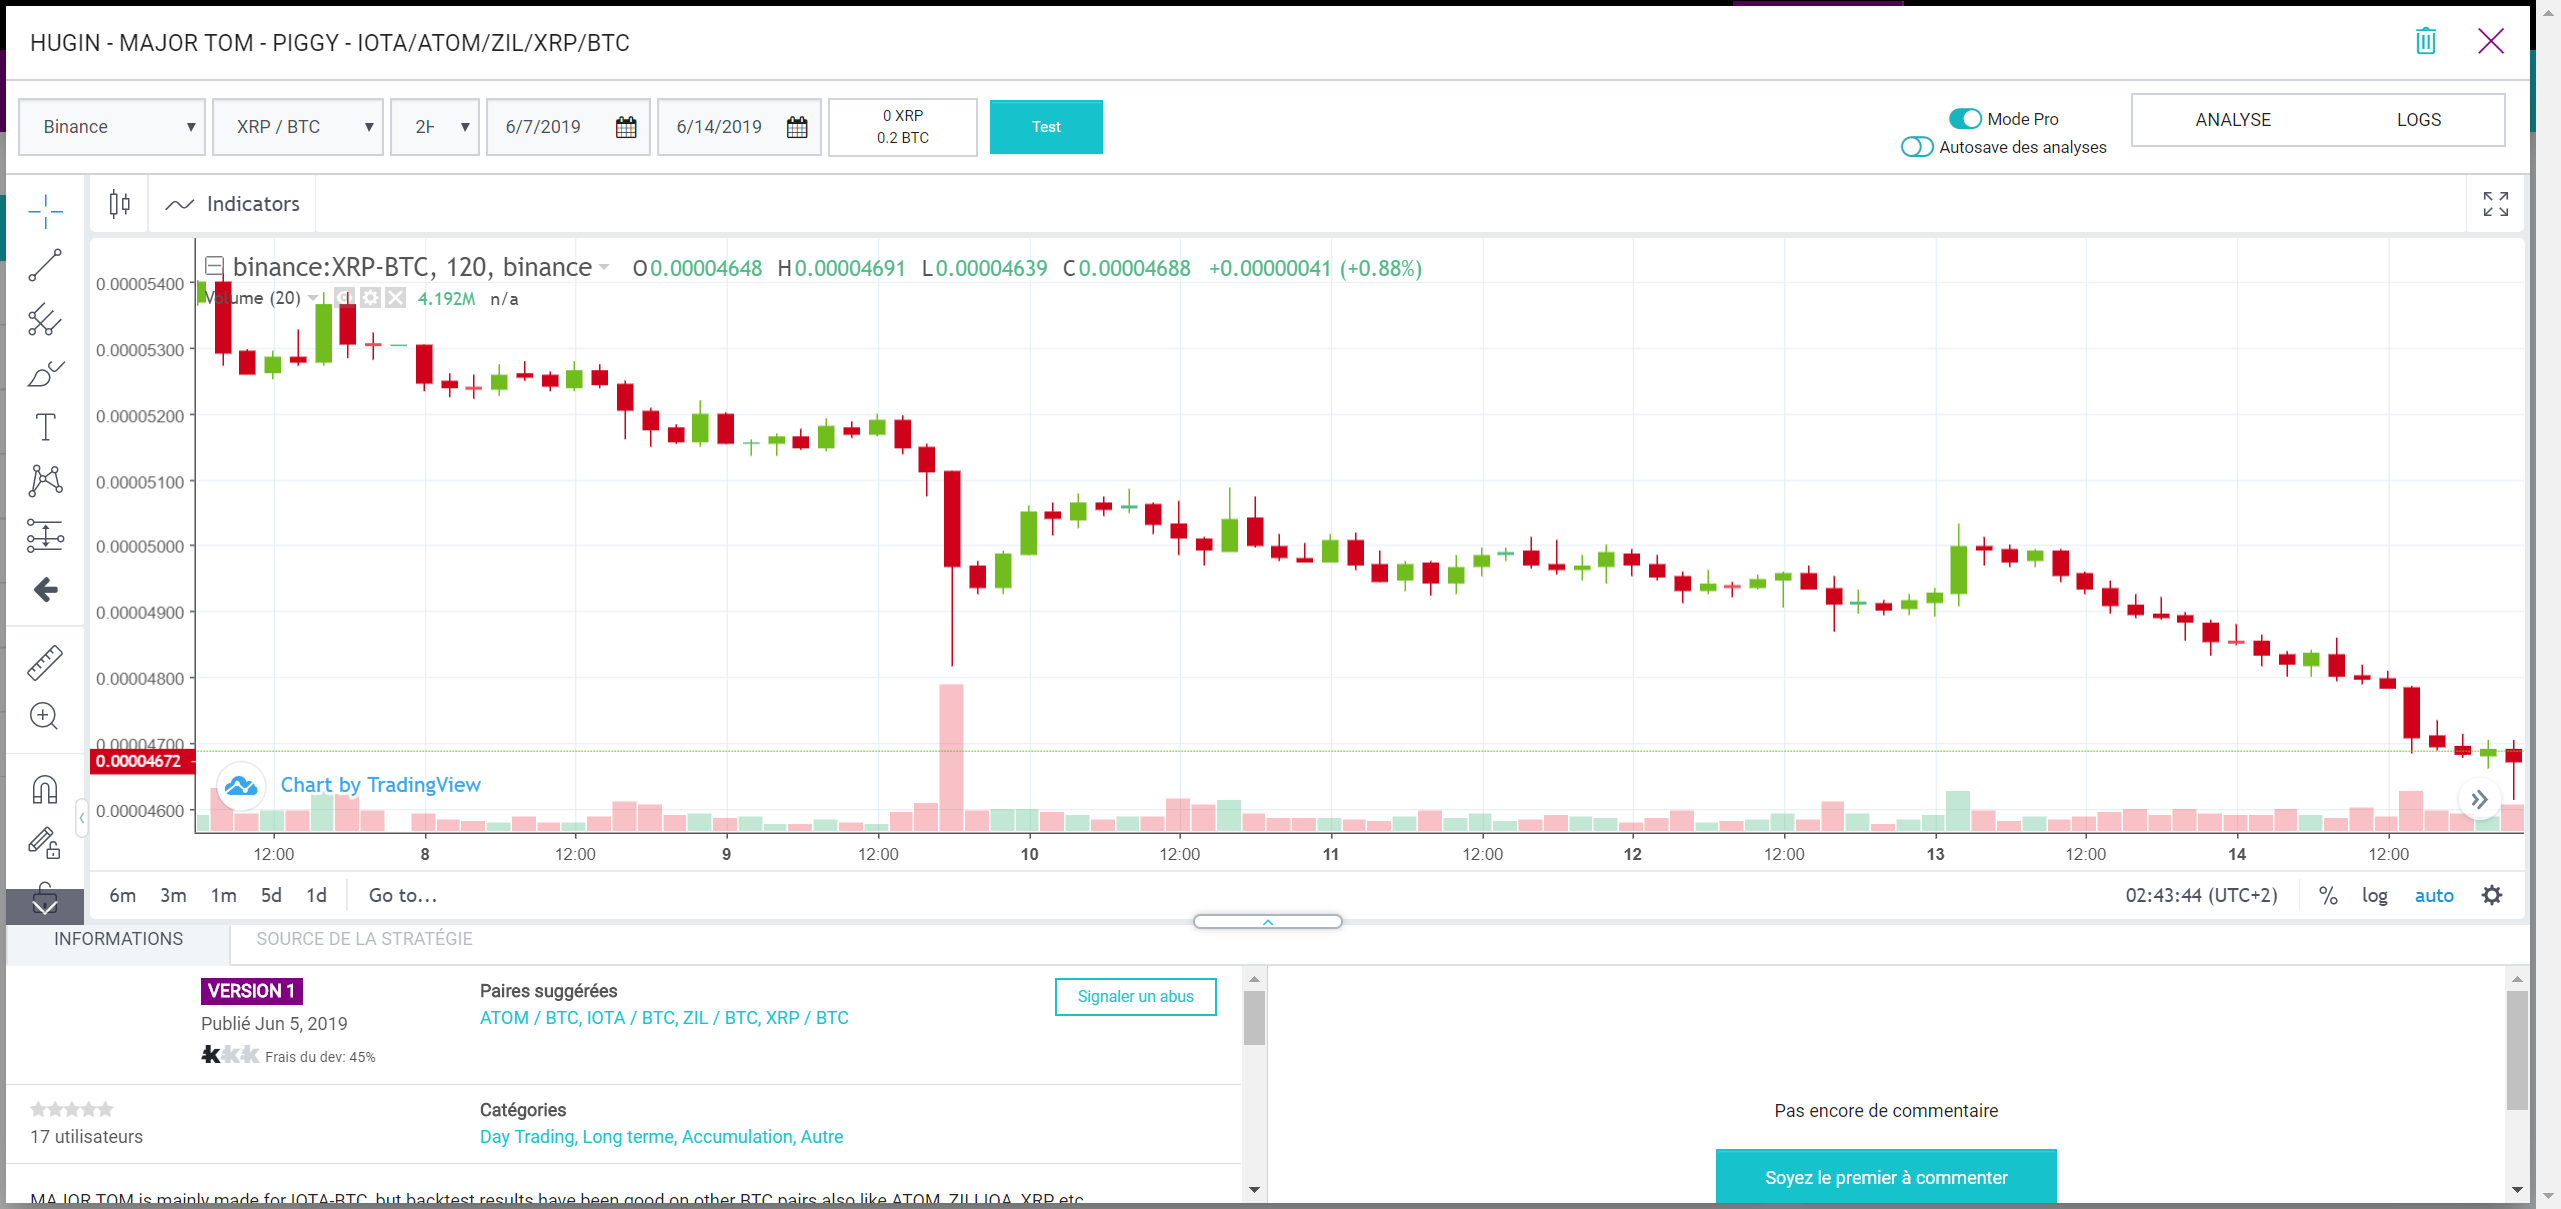 HUGIN - MAJOR TOM - PIGGY - IOTA/ATOM/ZIL/XRP/BTC
Binance
XRP / BTC
2H
6/7/2019
6/14/2019
0 XRP
0.2 BTC
Test
Mode Pro
Autosave des analyses
ANALYSE
LOGS
Indicators
binance:XRP-BTC, 120, binance O0.00004648 H0.00004691 L0.00004639 C0.00004688 +0.00000041 (+0.88%)
Volume (20) 4.192M n/a
0.00005400
0.00005300
0.00005200
0.00005100
0.00005000
0.00004900
0.00004800
0.00004700
0.00004672
0.00004600
Chart by TradingView
12:00 8 12:00 9 12:00 10 12:00 11 12:00 12 12:00 13 12:00 14 12:00
6m 3m 1m 5d 1d Go to...
02:43:44 (UTC+2) % log auto
INFORMATIONS
SOURCE DE LA STRATÉGIE
VERSION 1
Publié Jun 5, 2019
Frais du dev: 45%
Paires suggérées
ATOM / BTC, IOTA / BTC, ZIL / BTC, XRP / BTC
Signaler un abus
17 utilisateurs
Catégories
Day Trading, Long terme, Accumulation, Autre
MAJOR TOM is mainly made for IOTA-BTC, but backtest results have been good on other BTC pairs also like ATOM, ZILLIQA, XRP etc
Pas encore de commentaire
Soyez le premier à commenter